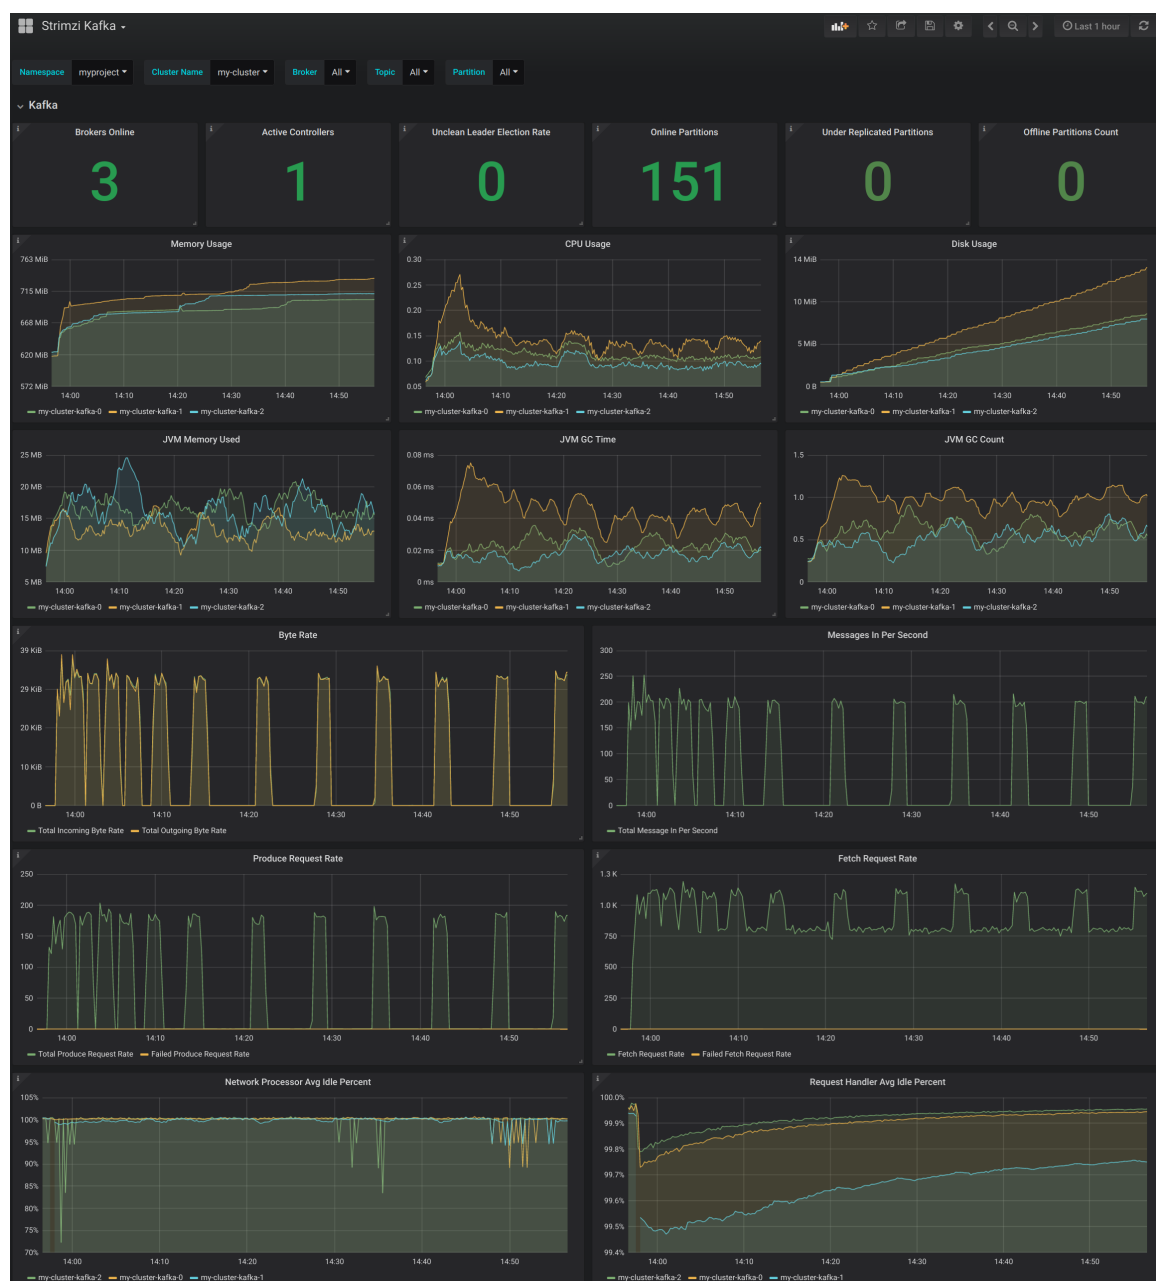 Strimzi Kafka
Last 1 hour
Namespace myproject Cluster Name my-cluster Broker All Topic All Partition All
Kafka
Brokers Online Active Controllers Unclean Leader Election Rate Online Partitions Under Replicated Partitions Offline Partitions Count
3 1 0 151 0 0
Memory Usage
763 MiB
715 MiB
668 MiB
620 MiB
572 MiB
14:00 14:10 14:20 14:30 14:40 14:50
my-cluster-kafka-0 my-cluster-kafka-1 my-cluster-kafka-2
CPU Usage
0.30
0.25
0.20
0.15
0.10
0.05
14:00 14:10 14:20 14:30 14:40 14:50
my-cluster-kafka-0 my-cluster-kafka-1 my-cluster-kafka-2
Disk Usage
14 MiB
10 MiB
5 MiB
0 B
14:00 14:10 14:20 14:30 14:40 14:50
my-cluster-kafka-0 my-cluster-kafka-1 my-cluster-kafka-2
JVM Memory Used
25 MB
20 MB
15 MB
10 MB
5 MB
14:00 14:10 14:20 14:30 14:40 14:50
my-cluster-kafka-0 my-cluster-kafka-1 my-cluster-kafka-2
JVM GC Time
0.08 ms
0.06 ms
0.04 ms
0.02 ms
0 ms
14:00 14:10 14:20 14:30 14:40 14:50
my-cluster-kafka-0 my-cluster-kafka-1 my-cluster-kafka-2
JVM GC Count
1.5
1.0
0.5
0
14:00 14:10 14:20 14:30 14:40 14:50
my-cluster-kafka-0 my-cluster-kafka-1 my-cluster-kafka-2
Byte Rate
39 KiB
29 KiB
20 KiB
10 KiB
0 B
14:00 14:10 14:20 14:30 14:40 14:50
Total Incoming Byte Rate Total Outgoing Byte Rate
Messages In Per Second
300
250
200
150
100
50
0
14:00 14:10 14:20 14:30 14:40 14:50
Total Message In Per Second
Produce Request Rate
250
200
150
100
50
0
14:00 14:10 14:20 14:30 14:40 14:50
Total Produce Request Rate Failed Produce Request Rate
Fetch Request Rate
1.3 K
1.0 K
750
500
250
0
14:00 14:10 14:20 14:30 14:40 14:50
Fetch Request Rate Failed Fetch Request Rate
Network Processor Avg Idle Percent
105%
100%
95%
90%
85%
80%
75%
70%
14:00 14:10 14:20 14:30 14:40 14:50
my-cluster-kafka-2 my-cluster-kafka-0 my-cluster-kafka-1
Request Handler Avg Idle Percent
100.0%
99.9%
99.8%
99.7%
99.6%
99.5%
99.4%
14:00 14:10 14:20 14:30 14:40 14:50
my-cluster-kafka-2 my-cluster-kafka-0 my-cluster-kafka-1